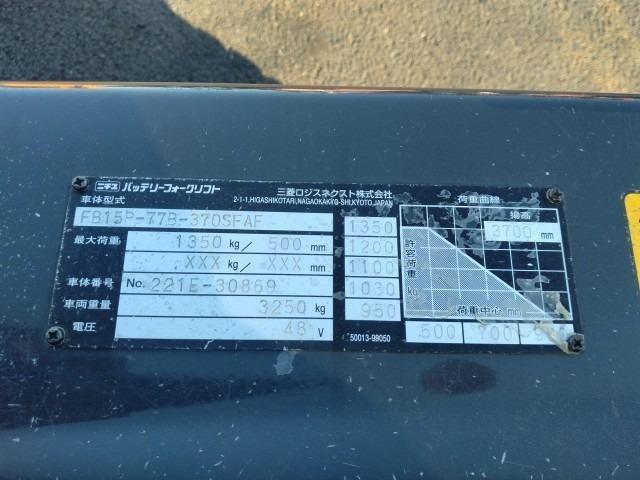 ニチユ バッテリーフォークリフト
三菱ロジスネクスト株式会社
2-1-1,HIGASHIKOTARI,NAGAOKAKYO-SHI,KYOTO,JAPAN
車体型式
FB15P-77B-370SFAF
最大荷重 1350 kg/ 500 mm
XXX kg/ XXX mm
車体番号 No. 221E-30869
車両重量 3250 kg
電圧 48 V
50013-99050
荷重曲線
揚高
3700 mm
1350
1200
1100
1030
950
許容荷重 kg
荷重中心 mm
500 700